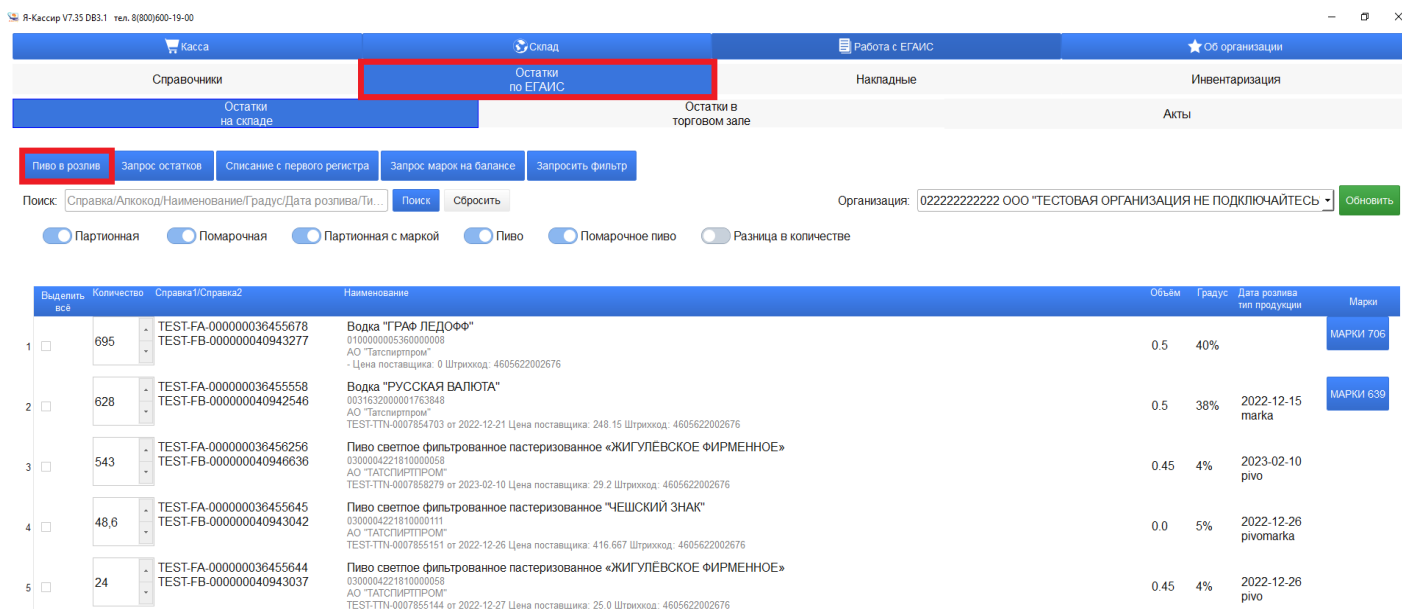 Я-Кассир V7.35 DB3.1 тел. 8(800)600-19-00
Касса Склад Работа с ЕГАИС Об организации
Справочники Остатки по ЕГАИС Накладные Инвентаризация
Остатки на складе Остатки в торговом зале Акты
Пиво в розлив Запрос остатков Списание с первого регистра Запрос марок на балансе Запросить фильтр
Поиск: Справка/Алкокод/Наименование/Градус/Дата розлива/Ти... Поиск Сбросить Организация: 022222222222 ООО "ТЕСТОВАЯ ОРГАНИЗАЦИЯ НЕ ПОДКЛЮЧАЙТЕСЬ Обновить
Партионная Помарочная Партионная с маркой Пиво Помарочное пиво Разница в количестве
Выделить всё Количество Справка1/Справка2 Наименование Объём Градус Дата розлива тип продукции Марки
1 695 TEST-FA-000000036455678 Водка "ГРАФ ЛЕДОФФ" 0.5 40% МАРКИ 706
TEST-FB-000000040943277 0100000005360000008
АО "Татспиртпром"
- Цена поставщика: 0 Штрихкод: 4605622002676
2 628 TEST-FA-000000036455558 Водка "РУССКАЯ ВАЛЮТА" 0.5 38% 2022-12-15 marka МАРКИ 639
TEST-FB-000000040942546 0031632000001763848
АО "Татспиртпром"
TEST-TTN-0007854703 от 2022-12-21 Цена поставщика: 248.15 Штрихкод: 4605622002676
3 543 TEST-FA-000000036456256 Пиво светлое фильтрованное пастеризованное «ЖИГУЛЁВСКОЕ ФИРМЕННОЕ» 0.45 4% 2023-02-10 pivo
TEST-FB-000000040946636 0300004221810000058
АО "ТАТСПИРТПРОМ"
TEST-TTN-0007858279 от 2023-02-10 Цена поставщика: 29.2 Штрихкод: 4605622002676
4 48,6 TEST-FA-000000036455645 Пиво светлое фильтрованное пастеризованное "ЧЕШСКИЙ ЗНАК" 0.0 5% 2022-12-26 pivomarka
TEST-FB-000000040943042 0300004221810000111
АО "ТАТСПИРТПРОМ"
TEST-TTN-0007855151 от 2022-12-26 Цена поставщика: 416.667 Штрихкод: 4605622002676
5 24 TEST-FA-000000036455644 Пиво светлое фильтрованное пастеризованное «ЖИГУЛЁВСКОЕ ФИРМЕННОЕ» 0.45 4% 2022-12-26 pivo
TEST-FB-000000040943037 0300004221810000058
АО "ТАТСПИРТПРОМ"
TEST-TTN-0007855144 от 2022-12-27 Цена поставщика: 25.0 Штрихкод: 4605622002676